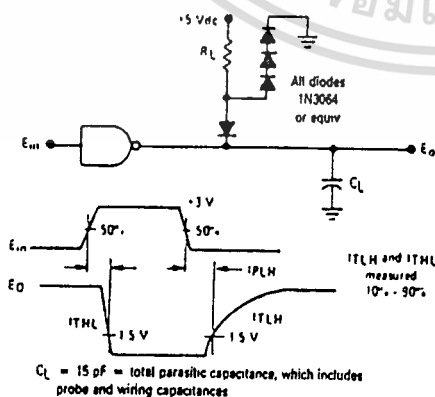 +5 Vdc
RL
All diodes
1N3064
or equiv
Ein
Eo
CL
+3 V
50%
50%
Ein
tPLH
tTLH and tTHL
measured
10% - 90%
EO
tTHL
1.5 V
tTLH
1.5 V
CL = 15 pF = total parasitic capacitance, which includes
probe and wiring capacitances